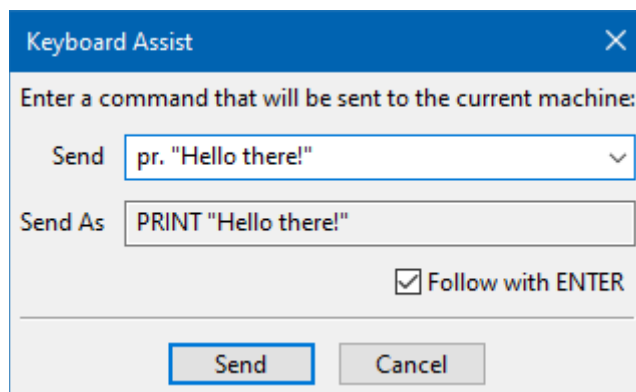 Keyboard Assist
Enter a command that will be sent to the current machine:
Send pr. "Hello there!"
Send As PRINT "Hello there!"
Follow with ENTER
Send Cancel